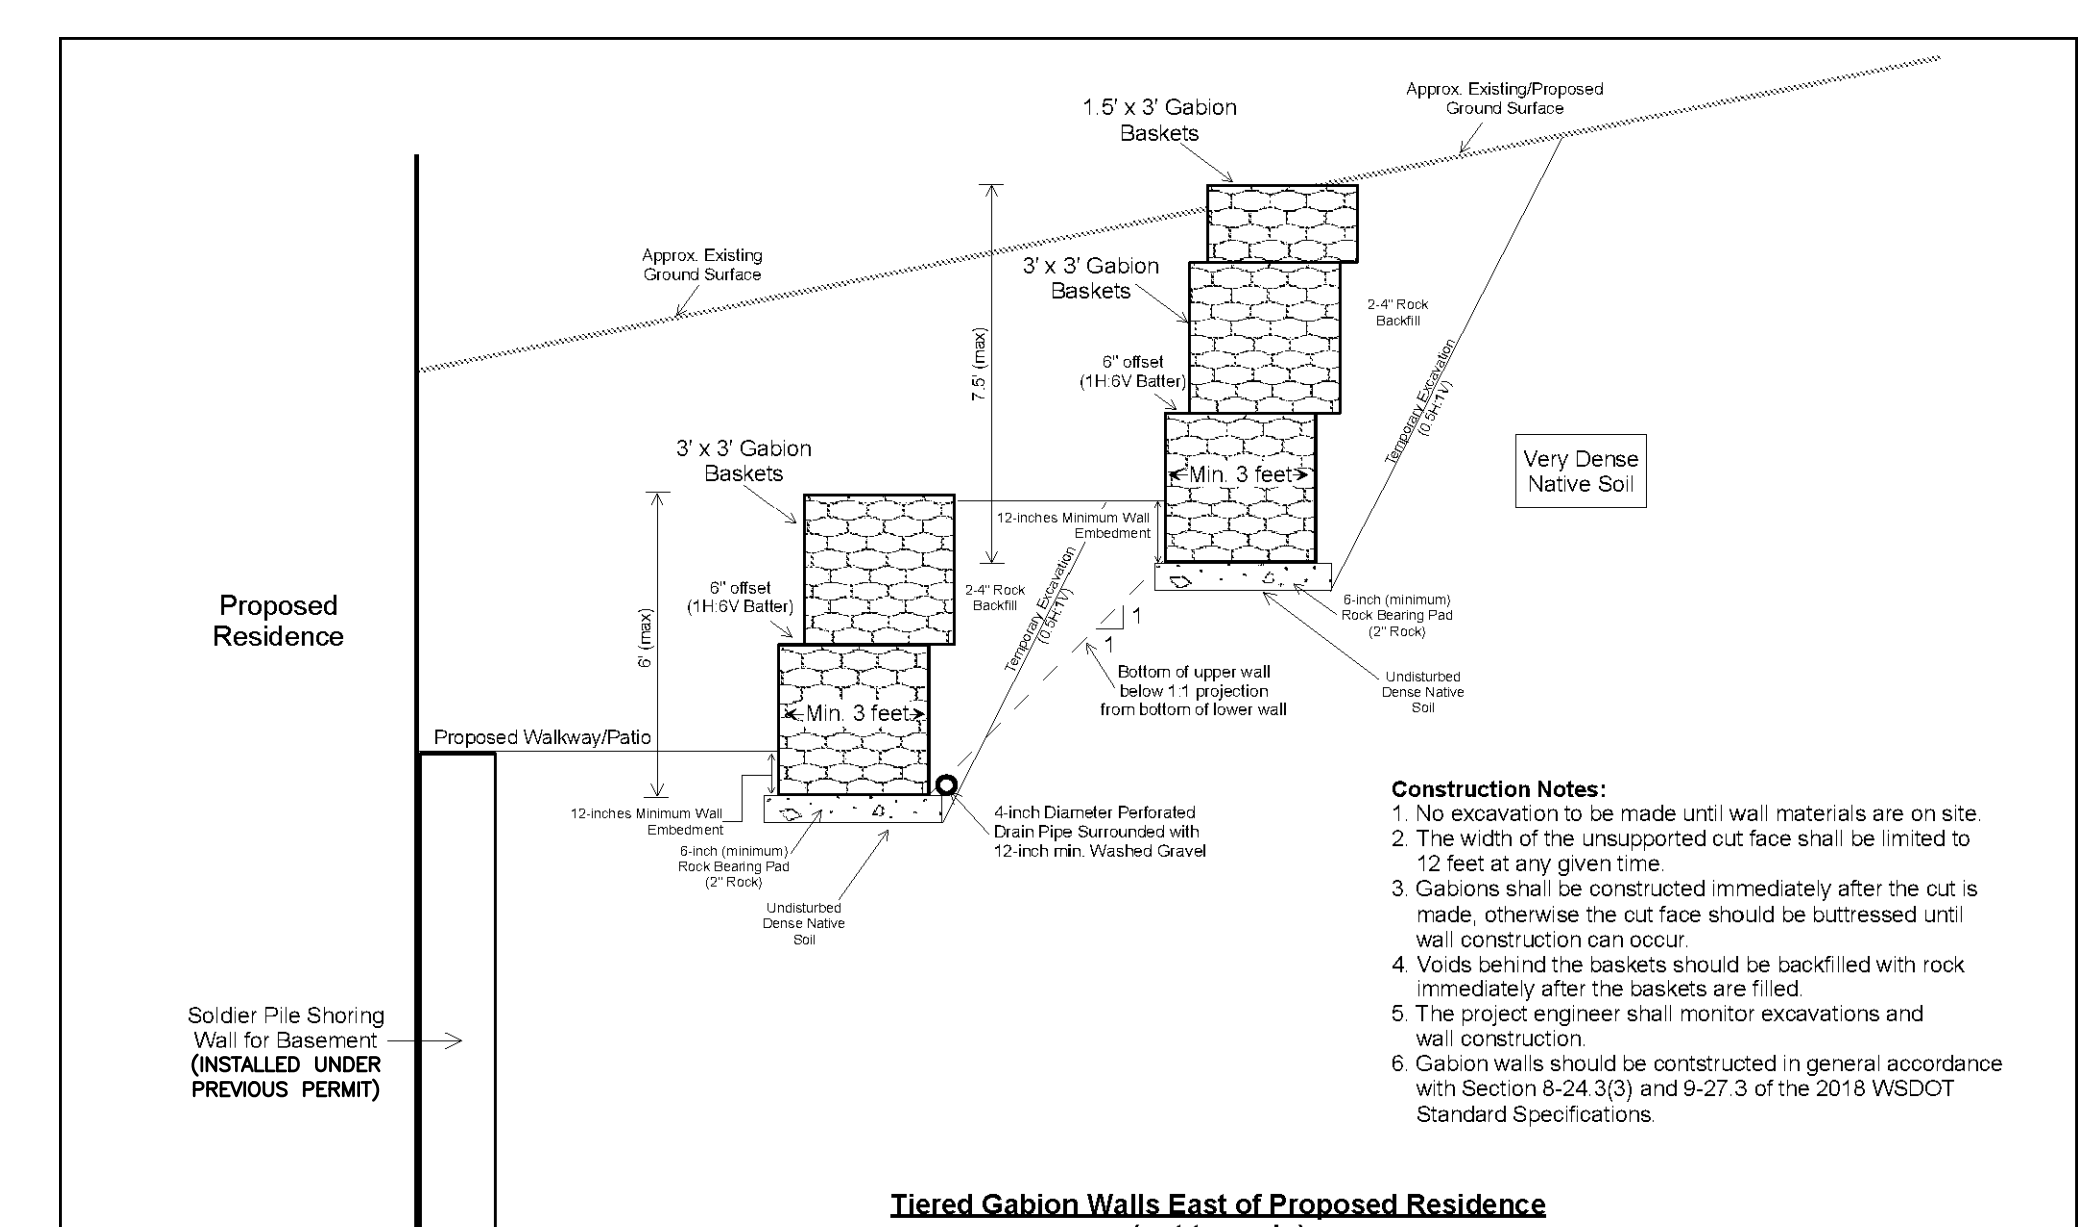 1.5' x 3' Gabion
Baskets
Approx. Existing/Proposed
Ground Surface
Approx. Existing
Ground Surface
3' x 3' Gabion
Baskets
2-4" Rock
Backfill
7.5' (max)
6" offset
(1H:6V Batter)
Temporary Excavation
(0.5H:1V)
3' x 3' Gabion
Baskets
Min. 3 feet
Very Dense
Native Soil
12-inches Minimum Wall
Embedment
6" offset
(1H:6V Batter)
2-4" Rock
Backfill
Temporary Excavation
(0.5H:1V)
6' (max)
Proposed
Residence
1
1
6-inch (minimum)
Rock Bearing Pad
(2" Rock)
Bottom of upper wall
below 1:1 projection
from bottom of lower wall
Undisturbed
Dense Native
Soil
Min. 3 feet
Proposed Walkway/Patio
12-inches Minimum Wall
Embedment
4-inch Diameter Perforated
Drain Pipe Surrounded with
12-inch min. Washed Gravel
6-inch (minimum)
Rock Bearing Pad
(2" Rock)
Undisturbed
Dense Native
Soil
Construction Notes:
1. No excavation to be made until wall materials are on site.
2. The width of the unsupported cut face shall be limited to
12 feet at any given time.
3. Gabions shall be constructed immediately after the cut is
made, otherwise the cut face should be buttressed until
wall construction can occur.
4. Voids behind the baskets should be backfilled with rock
immediately after the baskets are filled.
5. The project engineer shall monitor excavations and
wall construction.
6. Gabion walls should be contstructed in general accordance
with Section 8-24.3(3) and 9-27.3 of the 2018 WSDOT
Standard Specifications.
Soldier Pile Shoring
Wall for Basement
(INSTALLED UNDER
PREVIOUS PERMIT)
Tiered Gabion Walls East of Proposed Residence